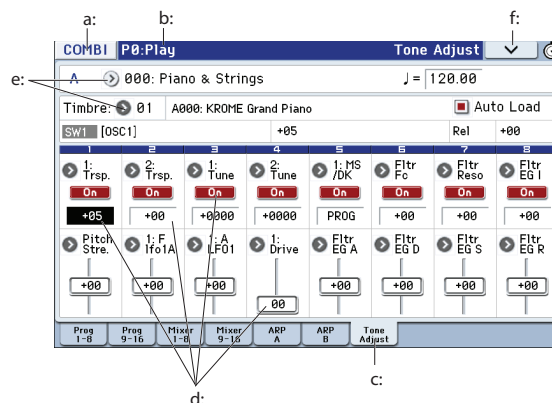 a: b: f:
COMBI P0:Play Tone Adjust
e: A 000: Piano & Strings ♩= 120.00
Timbre: 01 A000: KROME Grand Piano Auto Load
SW1 [OSC1] +05 Rel +00
1 2 3 4 5 6 7 8
1: Trsp. 2: Trsp. 1: Tune 2: Tune 1: MS /DK Fltr Fc Fltr Reso Fltr EG I
On On On On On On On On
+05 +00 +0000 +0000 PROG +00 +00 +00
Pitch Stre. 1: F lfo1A 1: A LFO1 1: Drive Fltr EG A Fltr EG D Fltr EG S Fltr EG R
+00 +00 +00 00 +00 +00 +00 +00
Prog 1-8 Prog 9-16 Mixer 1-8 Mixer 9-16 ARP A ARP B Tone Adjust
c:
d: